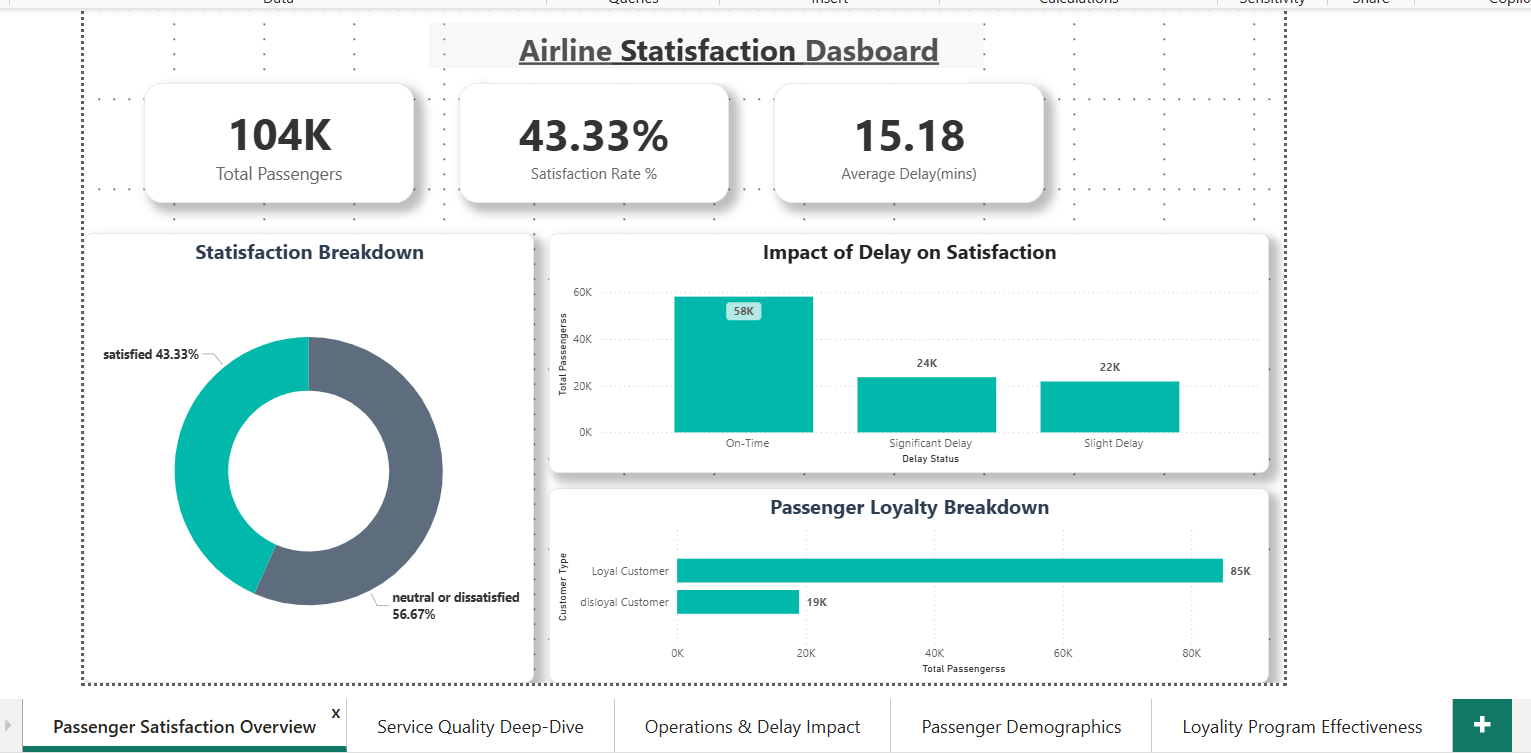 Data Queries Insert Calculations Sensitivity Share
Airline Statisfaction Dasboard
104K
Total Passengers
43.33%
Satisfaction Rate %
15.18
Average Delay(mins)
Statisfaction Breakdown
satisfied 43.33%
neutral or dissatisfied
56.67%
Impact of Delay on Satisfaction
Total Passengerss
60K
40K
20K
0K
58K
24K
22K
On-Time
Significant Delay
Slight Delay
Delay Status
Passenger Loyalty Breakdown
Customer Type
Loyal Customer
85K
disloyal Customer
19K
0K
20K
40K
60K
80K
Total Passengerss
Passenger Satisfaction Overview
x
Service Quality Deep-Dive
Operations & Delay Impact
Passenger Demographics
Loyality Program Effectiveness
+